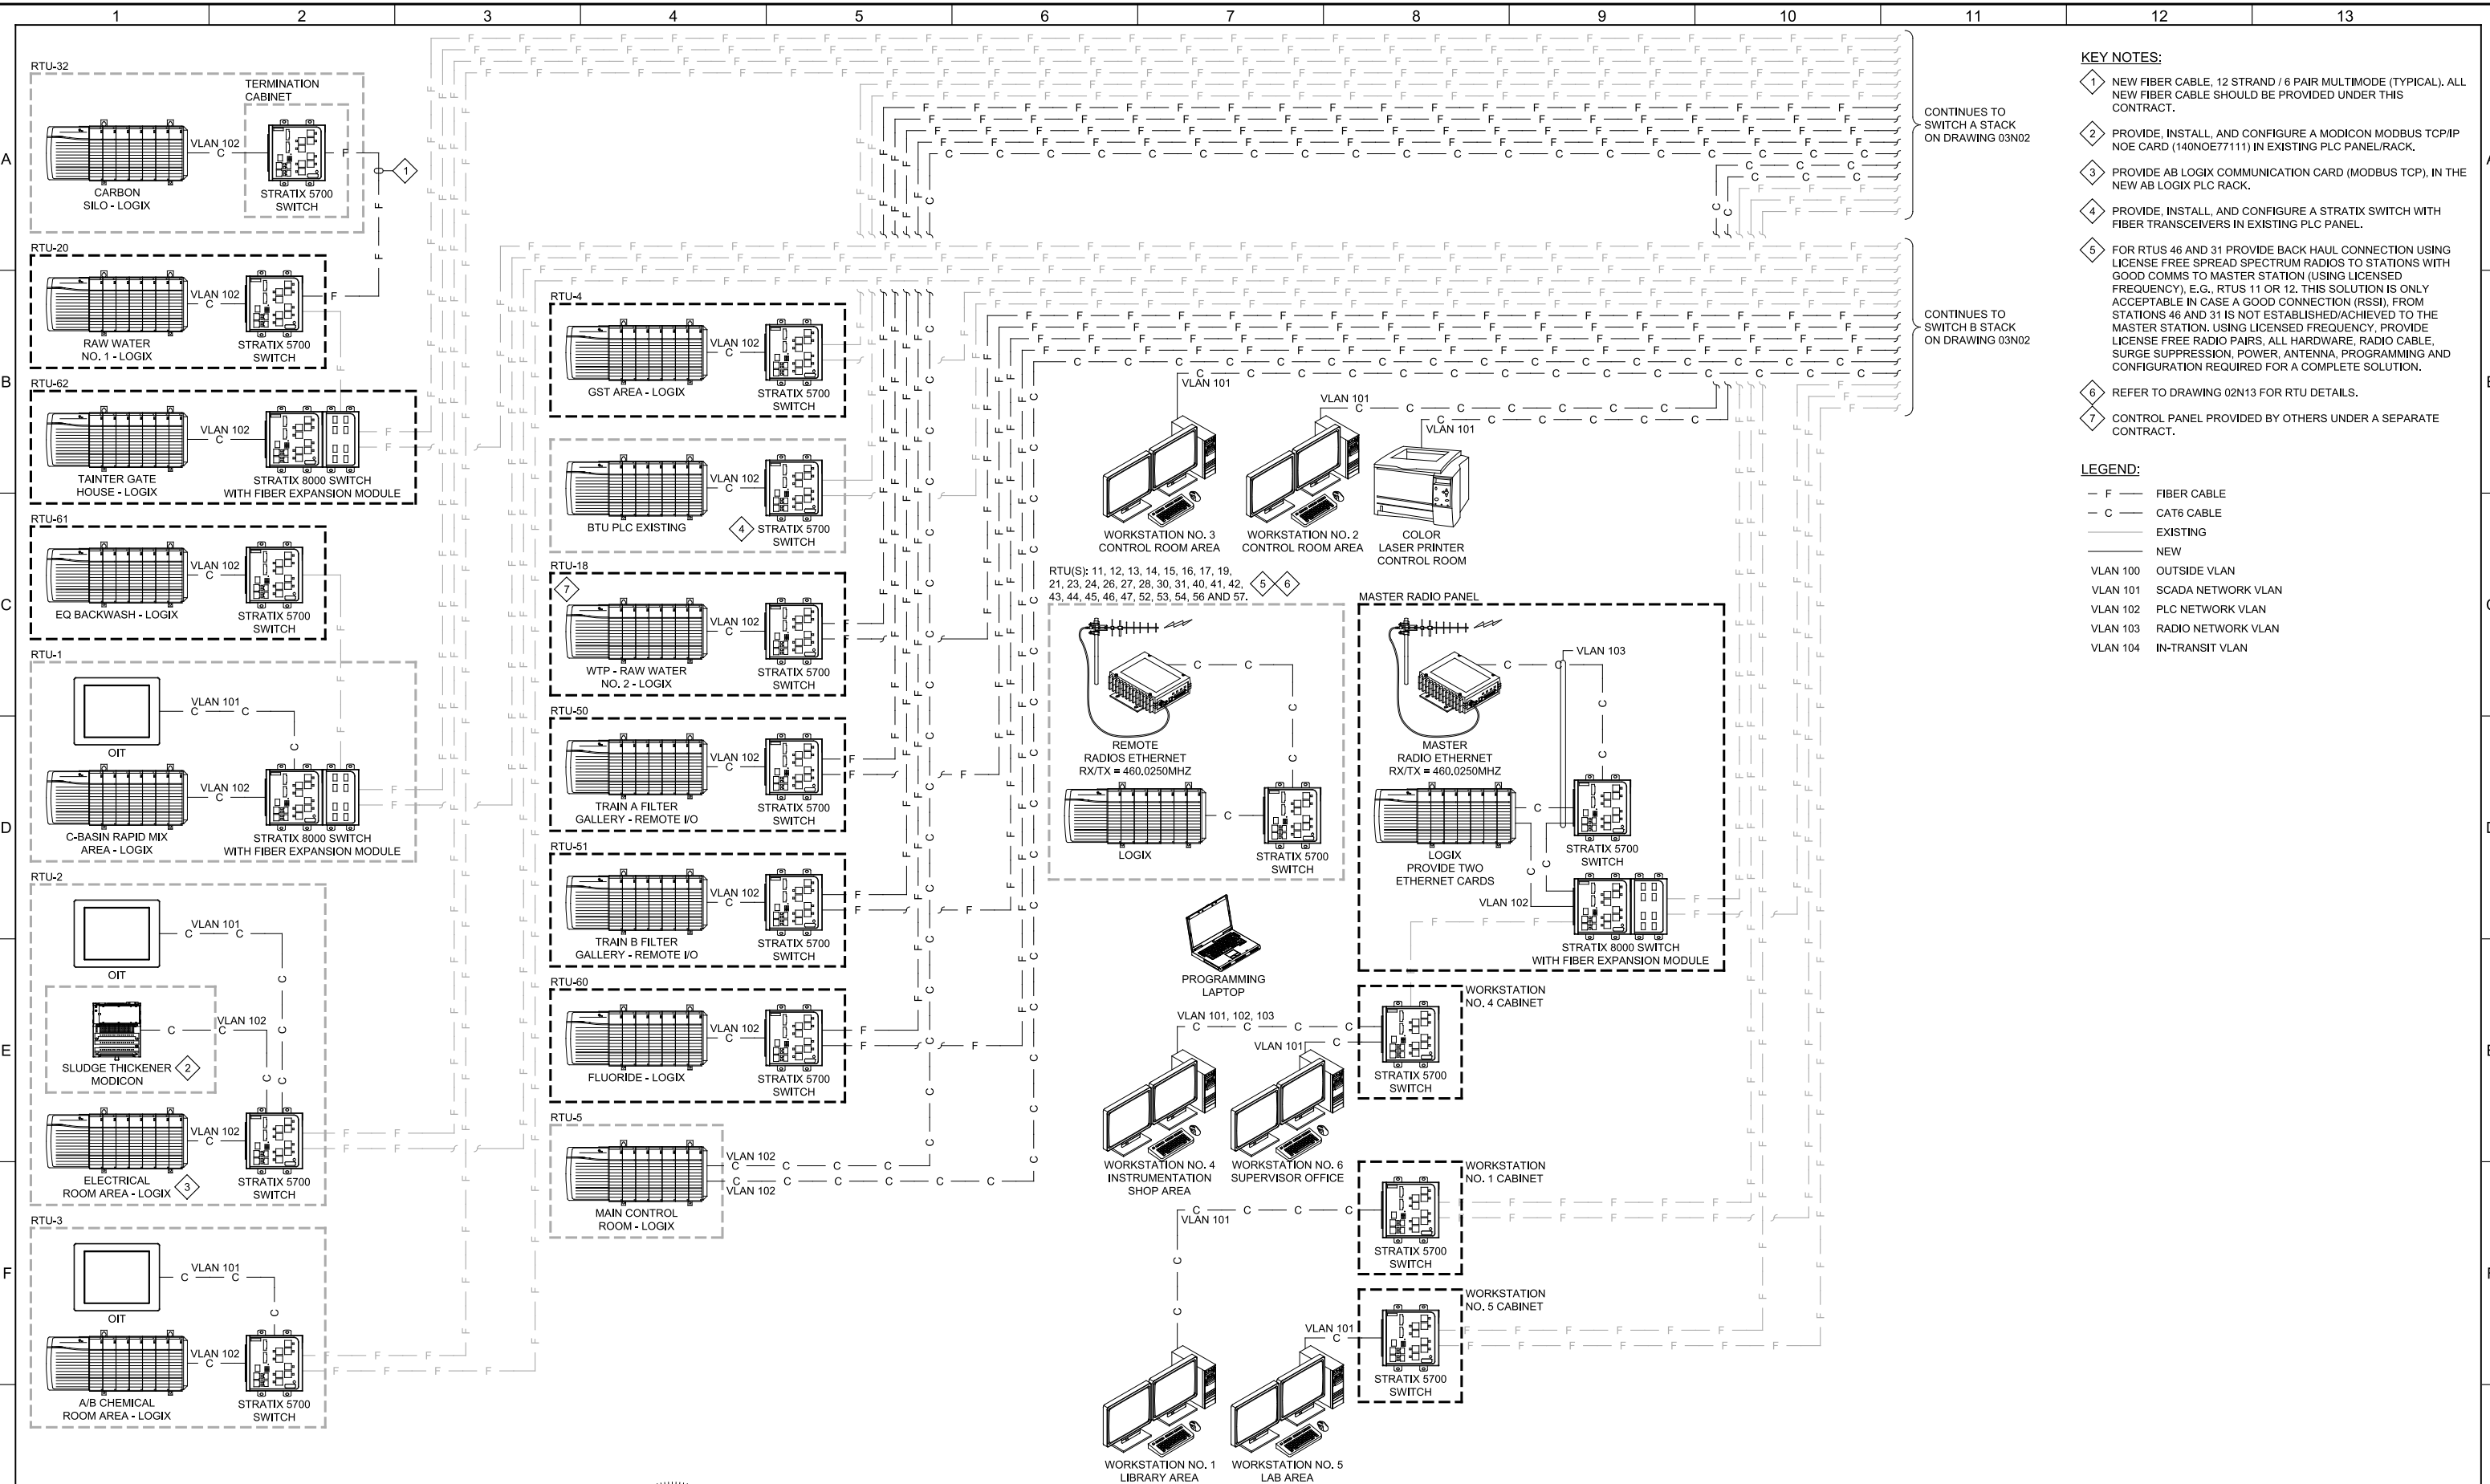 1 2 3 4 5 6 7 8 9 10 11 12 13
A
B
C
D
E
F
RTU-32
TERMINATION
CABINET
VLAN 102
C
F
CARBON
SILO - LOGIX
STRATIX 5700
SWITCH
1
RTU-20
VLAN 102
C
F
RAW WATER
NO. 1 - LOGIX
STRATIX 5700
SWITCH
RTU-62
VLAN 102
C
TAINTER GATE
HOUSE - LOGIX
STRATIX 8000 SWITCH
WITH FIBER EXPANSION MODULE
RTU-61
VLAN 102
C
EQ BACKWASH - LOGIX
STRATIX 5700
SWITCH
RTU-1
VLAN 101
C C
OIT
VLAN 102
C
C-BASIN RAPID MIX
AREA - LOGIX
STRATIX 8000 SWITCH
WITH FIBER EXPANSION MODULE
RTU-2
VLAN 101
C C
OIT
VLAN 102
C C
SLUDGE THICKENER
MODICON
2
VLAN 102
C
ELECTRICAL
ROOM AREA - LOGIX
3
STRATIX 5700
SWITCH
RTU-3
VLAN 101
C C
OIT
VLAN 102
C
A/B CHEMICAL
ROOM AREA - LOGIX
STRATIX 5700
SWITCH
RTU-4
VLAN 102
C
GST AREA - LOGIX
STRATIX 5700
SWITCH
VLAN 102
C
BTU PLC EXISTING
4
STRATIX 5700
SWITCH
RTU-18
7
VLAN 102
C
WTP - RAW WATER
NO. 2 - LOGIX
STRATIX 5700
SWITCH
RTU-50
VLAN 102
C
TRAIN A FILTER
GALLERY - REMOTE I/O
STRATIX 5700
SWITCH
RTU-51
VLAN 102
C
TRAIN B FILTER
GALLERY - REMOTE I/O
STRATIX 5700
SWITCH
RTU-60
VLAN 102
C
FLUORIDE - LOGIX
STRATIX 5700
SWITCH
RTU-5
VLAN 102
C C C C
C C C C C C
VLAN 102
MAIN CONTROL
ROOM - LOGIX
VLAN 101
WORKSTATION NO. 3
CONTROL ROOM AREA
VLAN 101
WORKSTATION NO. 2
CONTROL ROOM AREA
VLAN 101
COLOR
LASER PRINTER
CONTROL ROOM
RTU(S): 11, 12, 13, 14, 15, 16, 17, 19,
21, 23, 24, 26, 27, 28, 30, 31, 40, 41, 42,
43, 44, 45, 46, 47, 52, 53, 54, 56 AND 57.
5 6
REMOTE
RADIOS ETHERNET
RX/TX = 460.0250MHZ
LOGIX
STRATIX 5700
SWITCH
MASTER RADIO PANEL
VLAN 103
MASTER
RADIO ETHERNET
RX/TX = 460.0250MHZ
LOGIX
PROVIDE TWO
ETHERNET CARDS
STRATIX 5700
SWITCH
VLAN 102
STRATIX 8000 SWITCH
WITH FIBER EXPANSION MODULE
PROGRAMMING
LAPTOP
WORKSTATION
NO. 4 CABINET
VLAN 101, 102, 103
C C C C
VLAN 101
C
STRATIX 5700
SWITCH
WORKSTATION NO. 4
INSTRUMENTATION
SHOP AREA
WORKSTATION NO. 6
SUPERVISOR OFFICE
WORKSTATION
NO. 1 CABINET
C C C C
VLAN 101
STRATIX 5700
SWITCH
WORKSTATION
NO. 5 CABINET
VLAN 101
C
STRATIX 5700
SWITCH
WORKSTATION NO. 1
LIBRARY AREA
WORKSTATION NO. 5
LAB AREA
CONTINUES TO
SWITCH A STACK
ON DRAWING 03N02
CONTINUES TO
SWITCH B STACK
ON DRAWING 03N02
KEY NOTES:
1 NEW FIBER CABLE, 12 STRAND / 6 PAIR MULTIMODE (TYPICAL). ALL
NEW FIBER CABLE SHOULD BE PROVIDED UNDER THIS
CONTRACT.
2 PROVIDE, INSTALL, AND CONFIGURE A MODICON MODBUS TCP/IP
NOE CARD (140NOE77111) IN EXISTING PLC PANEL/RACK.
3 PROVIDE AB LOGIX COMMUNICATION CARD (MODBUS TCP), IN THE
NEW AB LOGIX PLC RACK.
4 PROVIDE, INSTALL, AND CONFIGURE A STRATIX SWITCH WITH
FIBER TRANSCEIVERS IN EXISTING PLC PANEL.
5 FOR RTUS 46 AND 31 PROVIDE BACK HAUL CONNECTION USING
LICENSE FREE SPREAD SPECTRUM RADIOS TO STATIONS WITH
GOOD COMMS TO MASTER STATION (USING LICENSED
FREQUENCY), E.G., RTUS 11 OR 12. THIS SOLUTION IS ONLY
ACCEPTABLE IN CASE A GOOD CONNECTION (RSSI), FROM
STATIONS 46 AND 31 IS NOT ESTABLISHED/ACHIEVED TO THE
MASTER STATION. USING LICENSED FREQUENCY, PROVIDE
LICENSE FREE RADIO PAIRS, ALL HARDWARE, RADIO CABLE,
SURGE SUPPRESSION, POWER, ANTENNA, PROGRAMMING AND
CONFIGURATION REQUIRED FOR A COMPLETE SOLUTION.
6 REFER TO DRAWING 02N13 FOR RTU DETAILS.
7 CONTROL PANEL PROVIDED BY OTHERS UNDER A SEPARATE
CONTRACT.
LEGEND:
F FIBER CABLE
C CAT6 CABLE
EXISTING
NEW
VLAN 100 OUTSIDE VLAN
VLAN 101 SCADA NETWORK VLAN
VLAN 102 PLC NETWORK VLAN
VLAN 103 RADIO NETWORK VLAN
VLAN 104 IN-TRANSIT VLAN